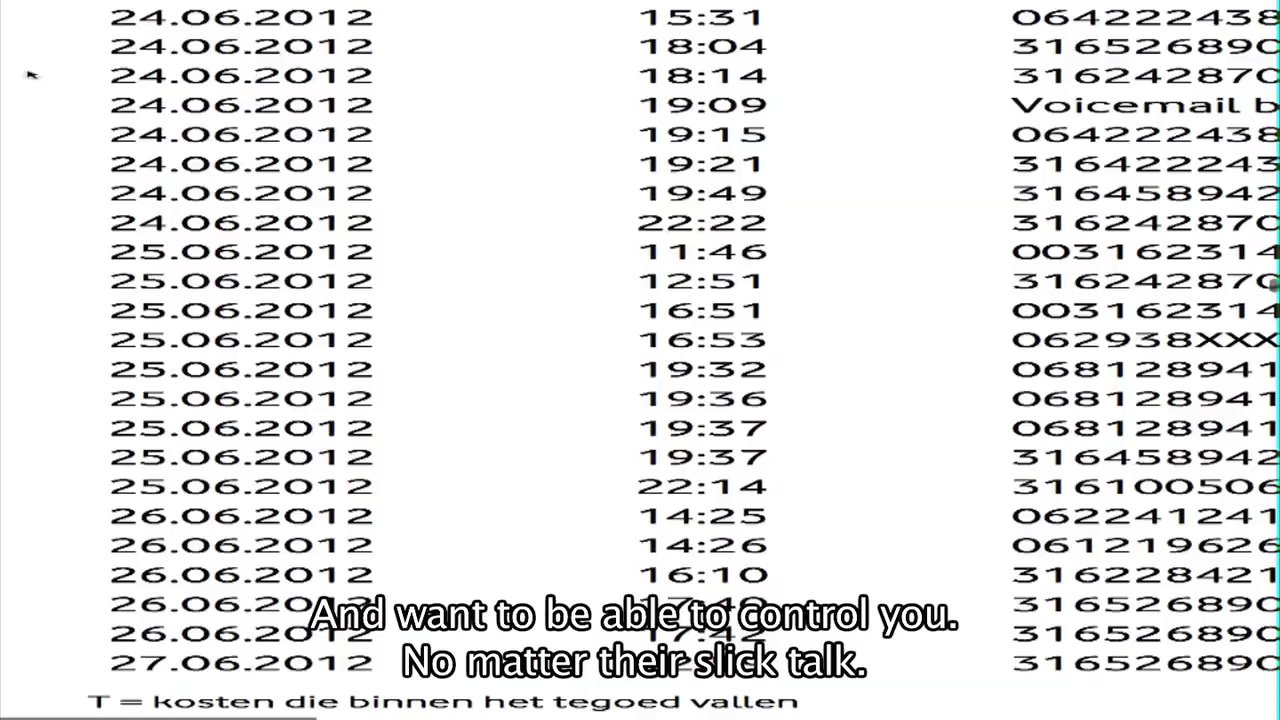 24.06.2012 15:31 064222438
24.06.2012 18:04 316526890
24.06.2012 18:14 316242870
24.06.2012 19:09 Voicemail b
24.06.2012 19:15 064222438
24.06.2012 19:21 316422243
24.06.2012 19:49 316458942
24.06.2012 22:22 316242870
25.06.2012 11:46 003162314
25.06.2012 12:51 316242870
25.06.2012 16:51 003162314
25.06.2012 16:53 062938XXX
25.06.2012 19:32 068128941
25.06.2012 19:36 068128941
25.06.2012 19:37 068128941
25.06.2012 19:37 316458942
25.06.2012 22:14 316100506
26.06.2012 14:25 062241241
26.06.2012 14:26 061219626
26.06.2012 16:10 316228421
26.06.2012 316526890
26.06.2012 17:42 316526890
27.06.2012 316526890
And want to be able to control you.
No matter their slick talk.
T = kosten die binnen het tegoed vallen